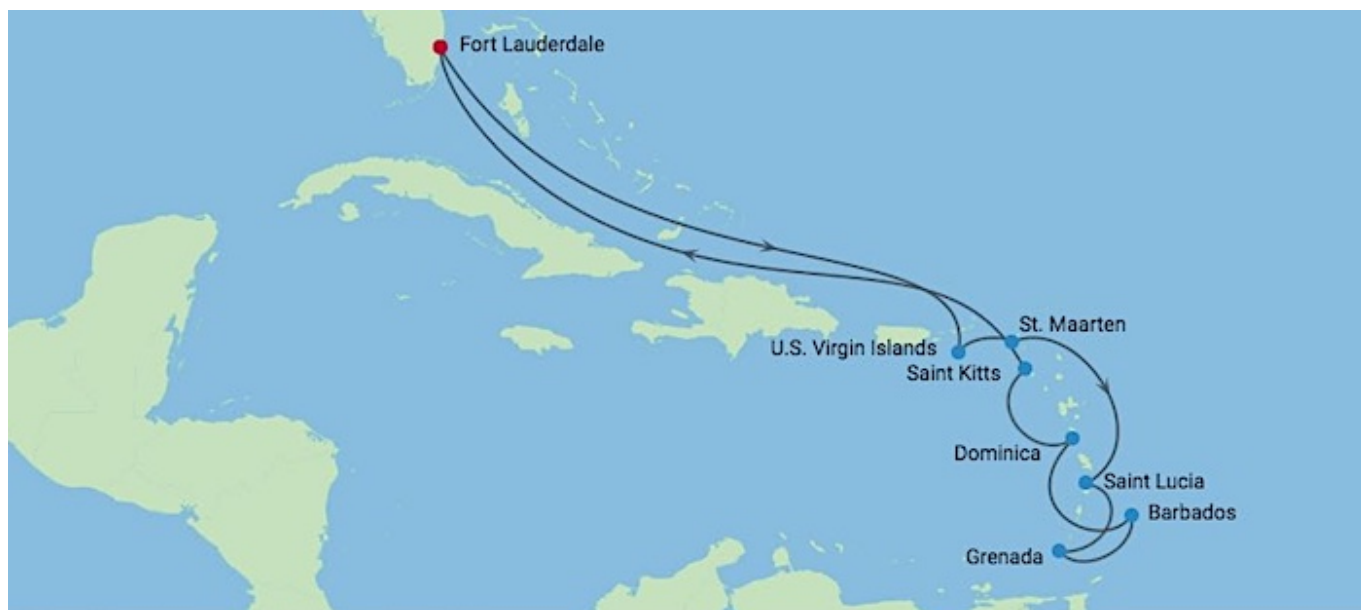 Fort Lauderdale
St. Maarten
U.S. Virgin Islands
Saint Kitts
Dominica
Saint Lucia
Barbados
Grenada